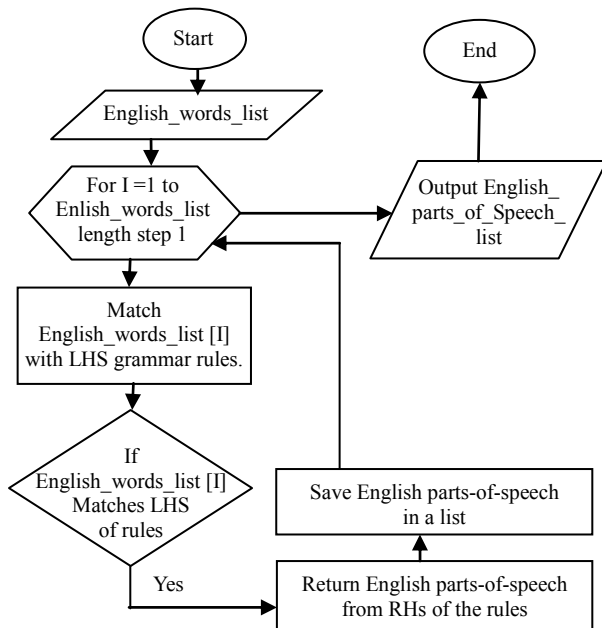 Start
English_words_list
For I =1 to
Enlish_words_list
length step 1
Match
English_words_list [I]
with LHS grammar rules.
If
English_words_list [I]
Matches LHS
of rules
Yes
Return English parts-of-speech
from RHs of the rules
Save English parts-of-speech
in a list
Output English_
parts_of_Speech_
list
End